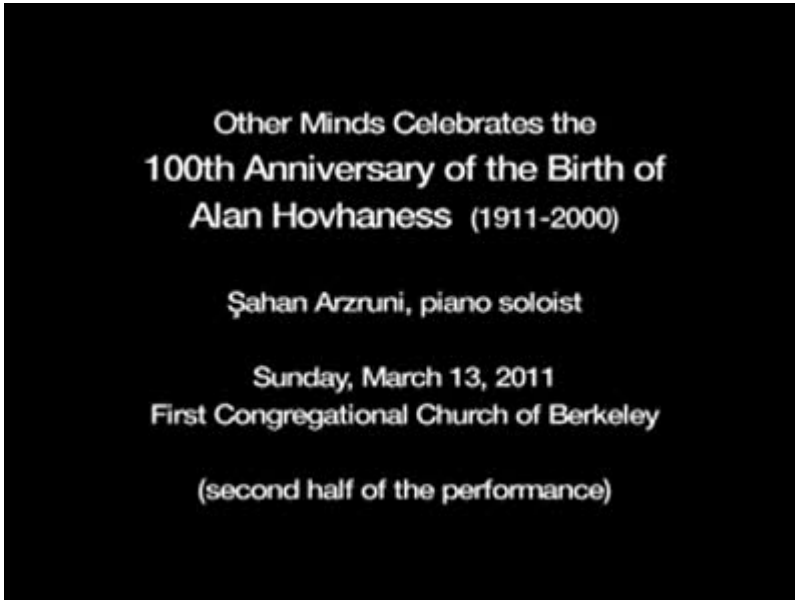 Other Minds Celebrates the
100th Anniversary of the Birth of
Alan Hovhaness (1911-2000)
Şahan Arzruni, piano soloist
Sunday, March 13, 2011
First Congregational Church of Berkeley
(second half of the performance)